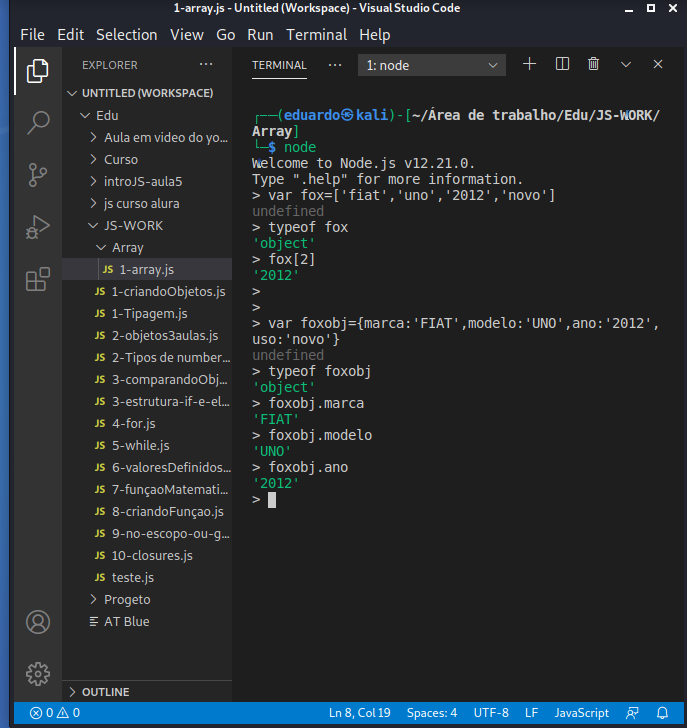 1-array.js - Untitled (Workspace) - Visual Studio Code
File Edit Selection View Go Run Terminal Help
EXPLORER ···
UNTITLED (WORKSPACE)
Edu
Aula em video do yo...
Curso
introJS-aula5
js curso alura
JS-WORK
Array
JS 1-array.js
JS 1-criandoObjetos.js
JS 1-Tipagem.js
JS 2-objetos3aulas.js
JS 2-Tipos de number...
JS 3-comparandoObj...
JS 3-estrutura-if-e-el...
JS 4-for.js
JS 5-while.js
JS 6-valoresDefinidos...
JS 7-funçaoMatemati...
JS 8-criandoFunçao.js
JS 9-no-escopo-ou-g...
JS 10-closures.js
JS teste.js
Progeto
AT Blue
OUTLINE
TERMINAL ··· 1: node
┌──(eduardo㉿kali)-[~/Área de trabalho/Edu/JS-WORK/
Array]
└─$ node
Welcome to Node.js v12.21.0.
Type ".help" for more information.
> var fox=['fiat','uno','2012','novo']
undefined
> typeof fox
'object'
> fox[2]
'2012'
>
>
> var foxobj={marca:'FIAT',modelo:'UNO',ano:'2012',
uso:'novo'}
undefined
> typeof foxobj
'object'
> foxobj.marca
'FIAT'
> foxobj.modelo
'UNO'
> foxobj.ano
'2012'
>
0 0 Ln 8, Col 19 Spaces: 4 UTF-8 LF JavaScript